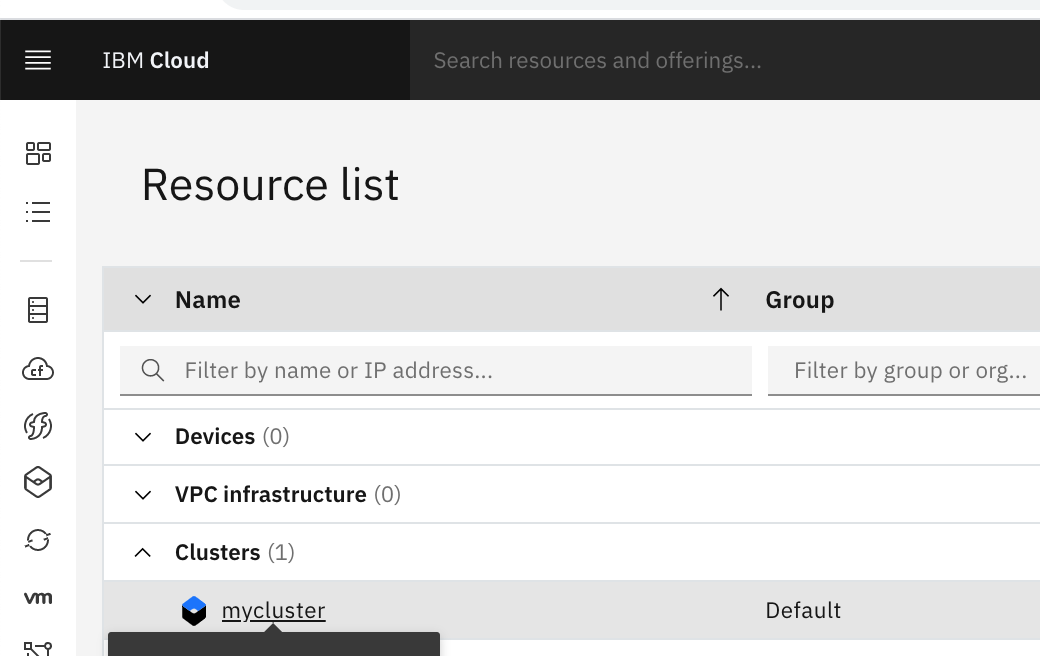 IBM Cloud
Search resources and offerings...
Resource list
Name Group
Filter by name or IP address... Filter by group or org...
cf
Devices (0)
VPC infrastructure (0)
Clusters (1)
vm
mycluster Default